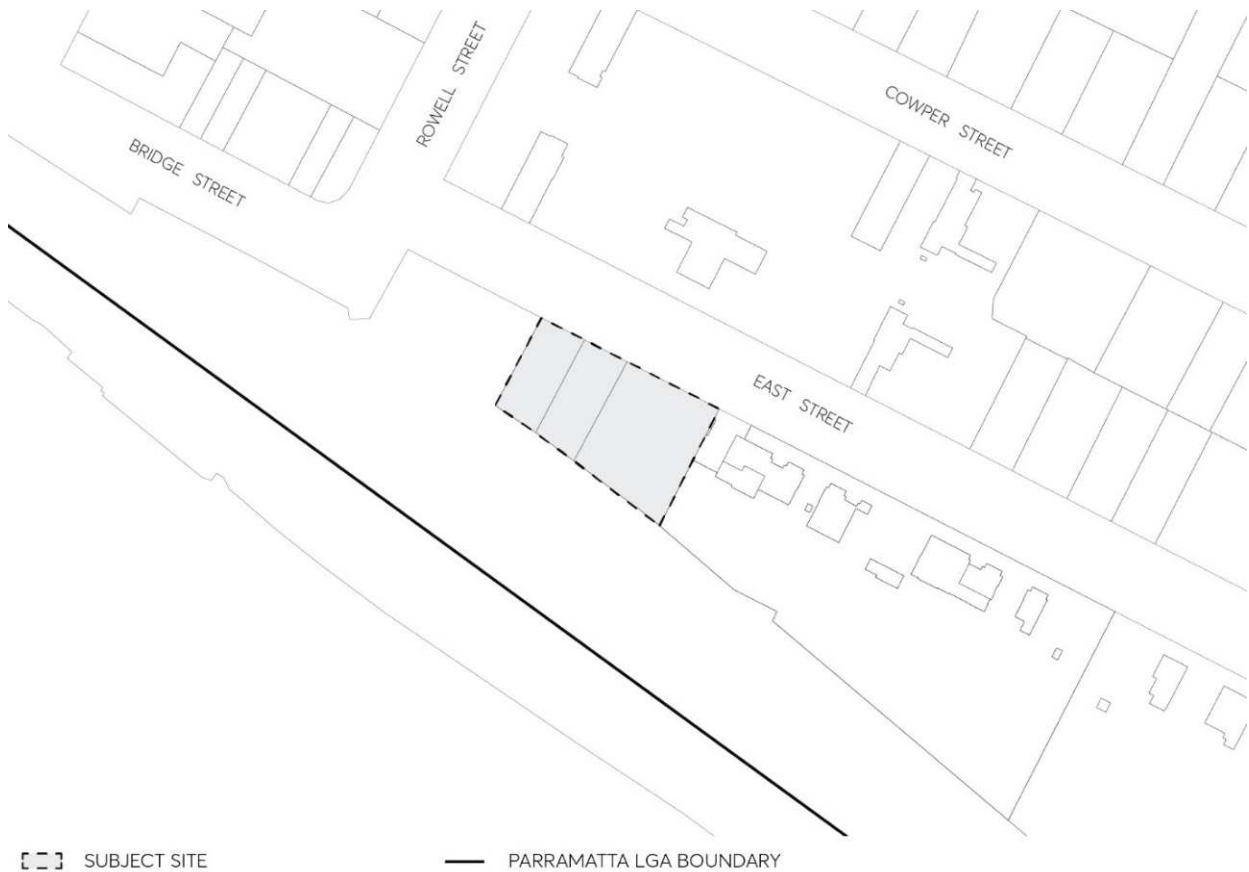 ROWELL STREET
COWPER STREET
BRIDGE STREET
EAST STREET
SUBJECT SITE
PARRAMATTA LGA BOUNDARY